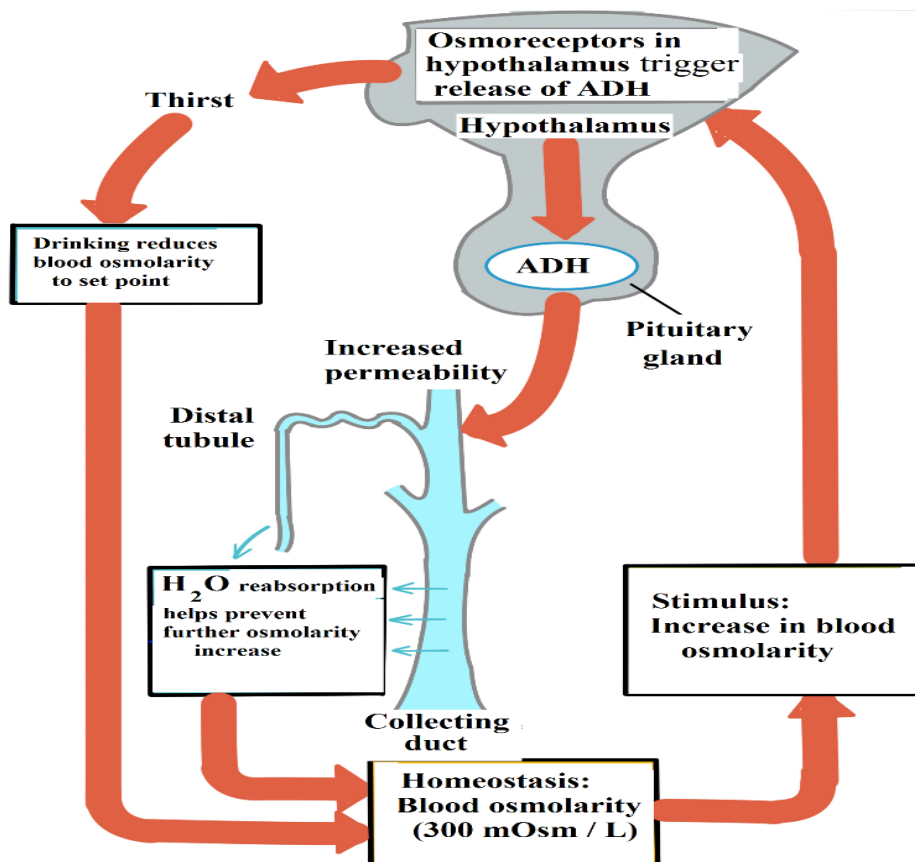 Osmoreceptors in
hypothalamus trigger
release of ADH
Hypothalamus
Thirst
Drinking reduces
blood osmolarity
to set point
ADH
Pituitary
gland
Increased
permeability
Distal
tubule
H₂O reabsorption
helps prevent
further osmolarity
increase
Stimulus:
Increase in blood
osmolarity
Collecting
duct
Homeostasis:
Blood osmolarity
(300 mOsm / L)